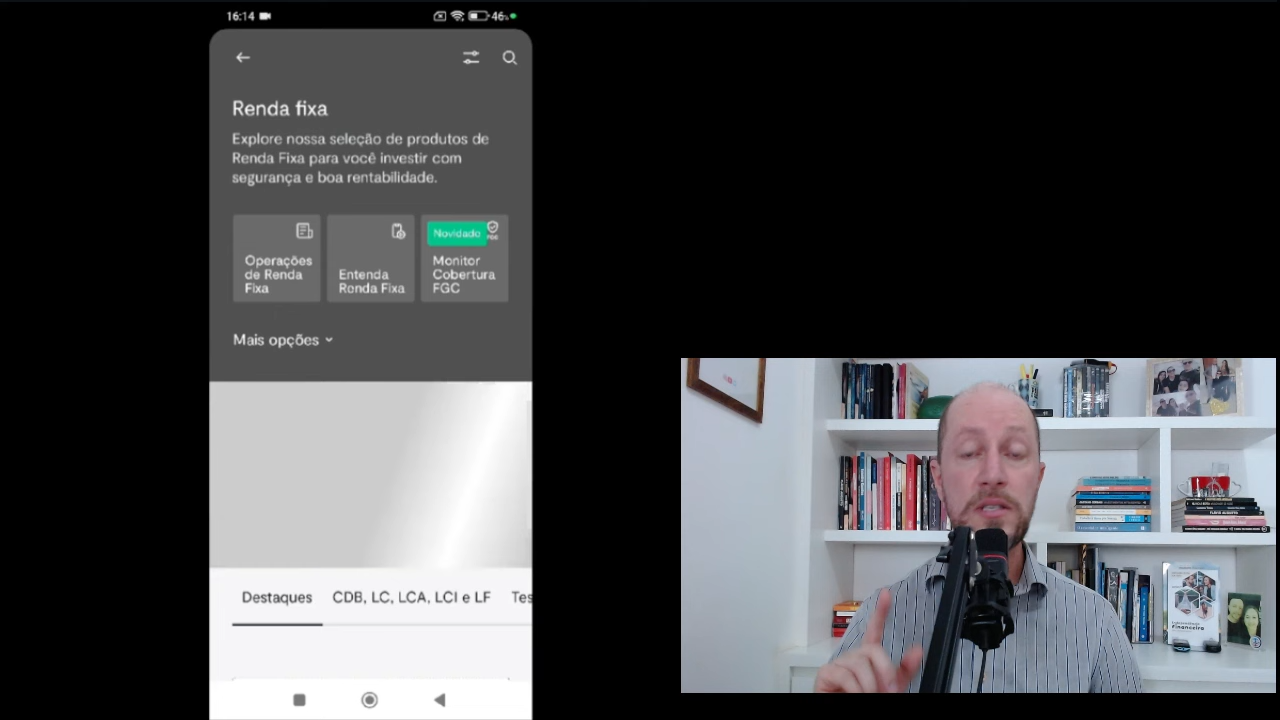 16:14
46%
Renda fixa
Explore nossa seleção de produtos de
Renda Fixa para você investir com
segurança e boa rentabilidade.
Operações
de Renda
Fixa
Entenda
Renda Fixa
Novidade
Monitor
Cobertura
FGC
Mais opções
Destaques
CDB, LC, LCA, LCI e LF
Tes
financeira